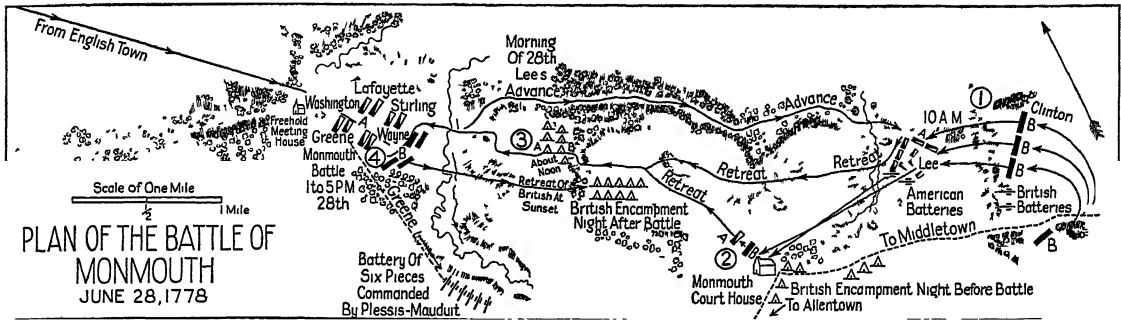 From English Town
Washington
Lafayette
Stirling
A
Freehold
Meeting
House
Greene
Wayne
④
B
Monmouth
Battle
1 to 5 PM
28th
Greene
Scale of One Mile
½
1 Mile
PLAN OF THE BATTLE OF
MONMOUTH
JUNE 28, 1778
Battery Of
Six Pieces
Commanded
By Plessis-Mauduit
Morning
Of 28th
Lee's
Advance
Advance
③
A
B
About
Noon
Retreat Of
British At
Sunset
British Encampment
Night After Battle
Retreat
Retreat
Retreat
A
②
B
Monmouth
Court House
10 A M
①
Clinton
A
B
B
Lee
American
Batteries
British
Batteries
B
To Middletown
British Encampment Night Before Battle
To Allentown